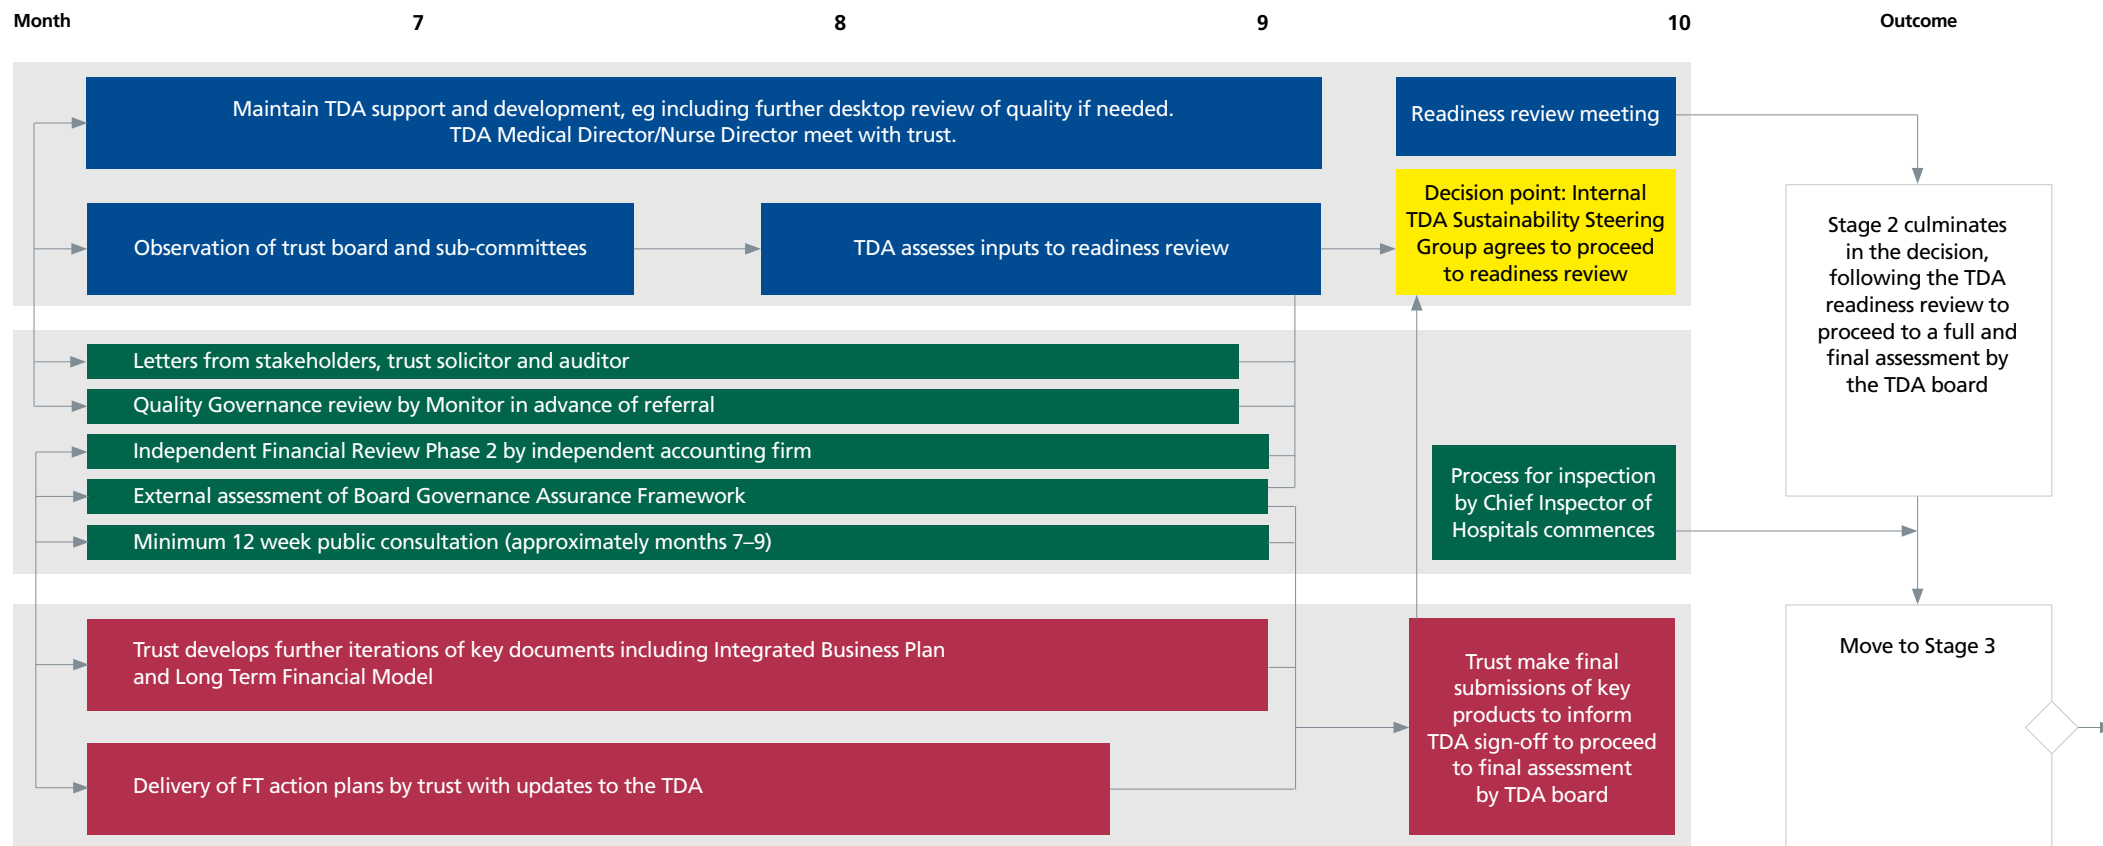 Month 7 8 9 10 Outcome
Maintain TDA support and development, eg including further desktop review of quality if needed.
TDA Medical Director/Nurse Director meet with trust.
Readiness review meeting
Observation of trust board and sub-committees
TDA assesses inputs to readiness review
Decision point: Internal
TDA Sustainability Steering
Group agrees to proceed
to readiness review
Stage 2 culminates
in the decision,
following the TDA
readiness review to
proceed to a full and
final assessment by
the TDA board
Letters from stakeholders, trust solicitor and auditor
Quality Governance review by Monitor in advance of referral
Independent Financial Review Phase 2 by independent accounting firm
External assessment of Board Governance Assurance Framework
Minimum 12 week public consultation (approximately months 7–9)
Process for inspection
by Chief Inspector of
Hospitals commences
Trust develops further iterations of key documents including Integrated Business Plan
and Long Term Financial Model
Delivery of FT action plans by trust with updates to the TDA
Trust make final
submissions of key
products to inform
TDA sign-off to proceed
to final assessment
by TDA board
Move to Stage 3